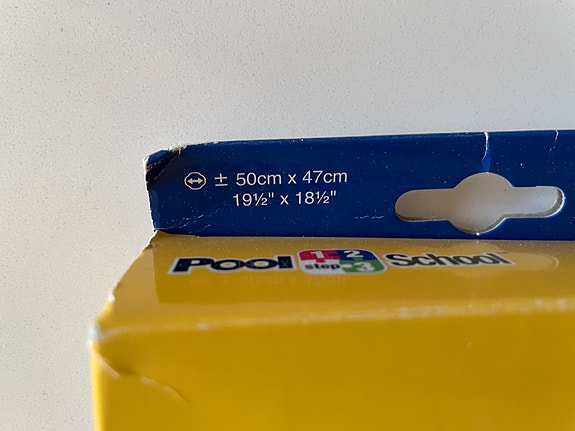 ± 50cm x 47cm
19½" x 18½"
Pool 1-2 School
step-3